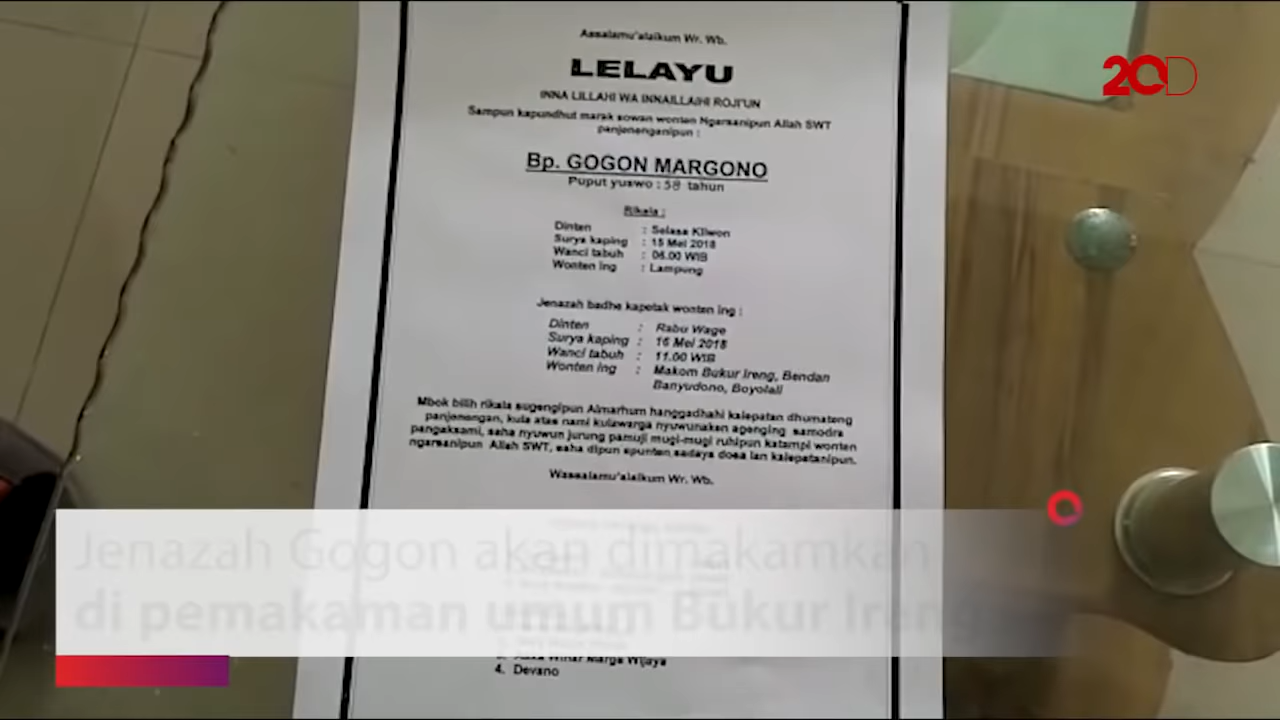 20D
Assalamu'alaikum Wr. Wb.
LELAYU
INNA LILLAHI WA INNAILLAIHI ROJI'UN
Sampun kapundhut marak sowan wonten Ngarsanipun Allah SWT
panjenenganipun :
Bp. GOGON MARGONO
Puput yuswo : 58 tahun
Rikala :
Dinten : Selasa Kliwon
Surya kaping : 15 Mei 2018
Wanci tabuh : 06.00 WIB
Wonten ing : Lampung
Jenazah badhe kapetak wonten ing :
Dinten : Rabu Wage
Surya kaping : 16 Mei 2018
Wanci tabuh : 11.00 WIB
Wonten ing : Makom Bukur Ireng, Bendan
Banyudono, Boyolali
Mbok bilih rikala sugengipun Almarhum hanggadhahi kalepatan dhumateng
panjenengan, kula atas nami kulawarga nyuwunaken agenging samodra
pangaksami, saha nyuwun jurung pamuji mugi-mugi ruhipun katampi wonten
ngarsanipun Allah SWT, saha dipun apunten sadaya dosa lan kalepatanipun.
Wassalamu'alaikum Wr. Wb.
Jenazah Gogon akan dimakamkan
di pemakaman umum Bukur Ireng
Winar Marga Wijaya
4. Devano